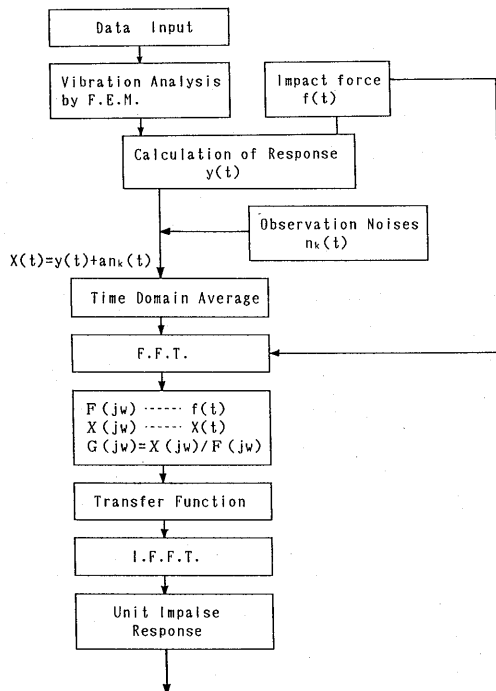 Data Input
Vibration Analysis
by F.E.M.
Impact force
f(t)
Calculation of Response
y(t)
Observation Noises
nₖ(t)
X(t)=y(t)+anₖ(t)
Time Domain Average
F.F.T.
F(jw) ······ f(t)
X(jw) ······ X(t)
G(jw)=X(jw)/F(jw)
Transfer Function
I.F.F.T.
Unit Impalse
Response